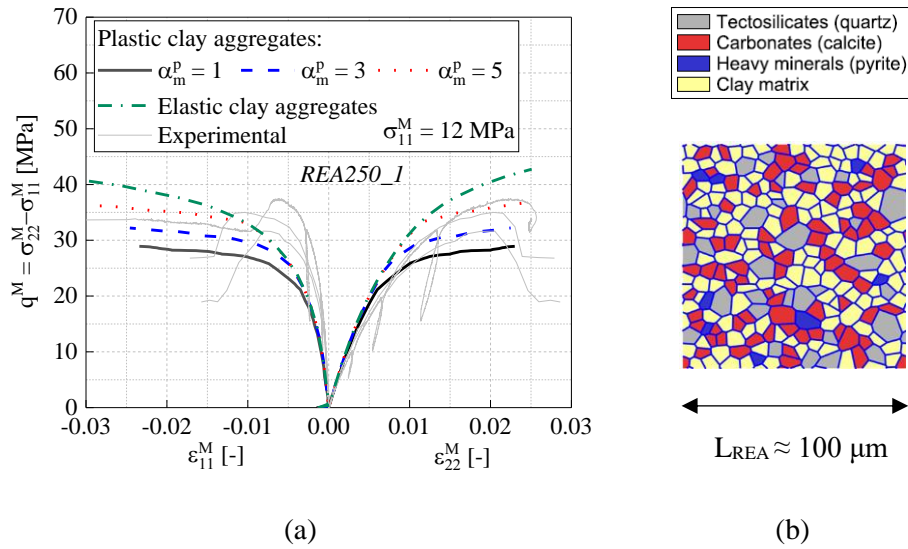 70
60
50
40
30
20
10
0
q^M = σ_22^M−σ_11^M [MPa]
Plastic clay aggregates:
α_m^p = 1 α_m^p = 3 α_m^p = 5
Elastic clay aggregates
Experimental σ_11^M = 12 MPa
REA250_1
-0.03 -0.02 -0.01 0.00 0.01 0.02 0.03
ε_11^M [-] ε_22^M [-]
(a)
Tectosilicates (quartz)
Carbonates (calcite)
Heavy minerals (pyrite)
Clay matrix
L_REA ≈ 100 μm
(b)